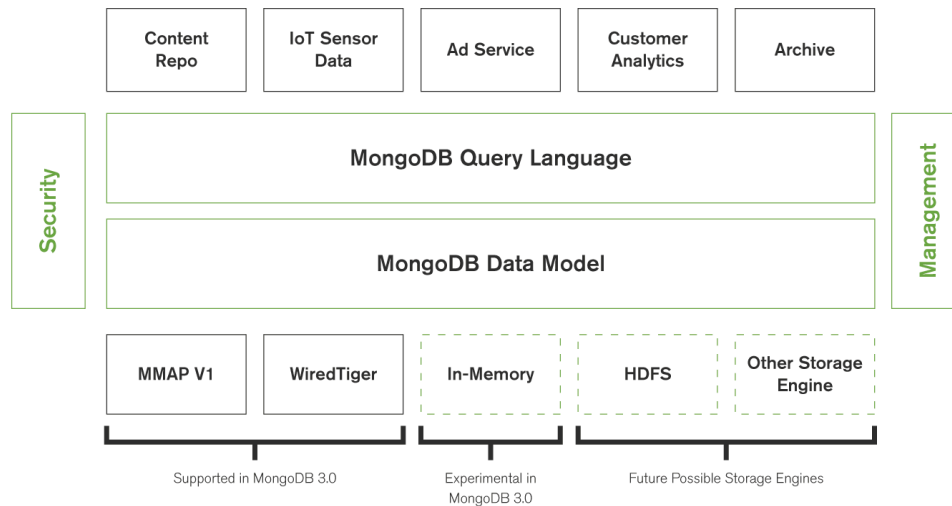 Content
Repo
IoT Sensor
Data
Ad Service
Customer
Analytics
Archive
Security
MongoDB Query Language
MongoDB Data Model
Management
MMAP V1
WiredTiger
In-Memory
HDFS
Other Storage
Engine
Supported in MongoDB 3.0
Experimental in
MongoDB 3.0
Future Possible Storage Engines